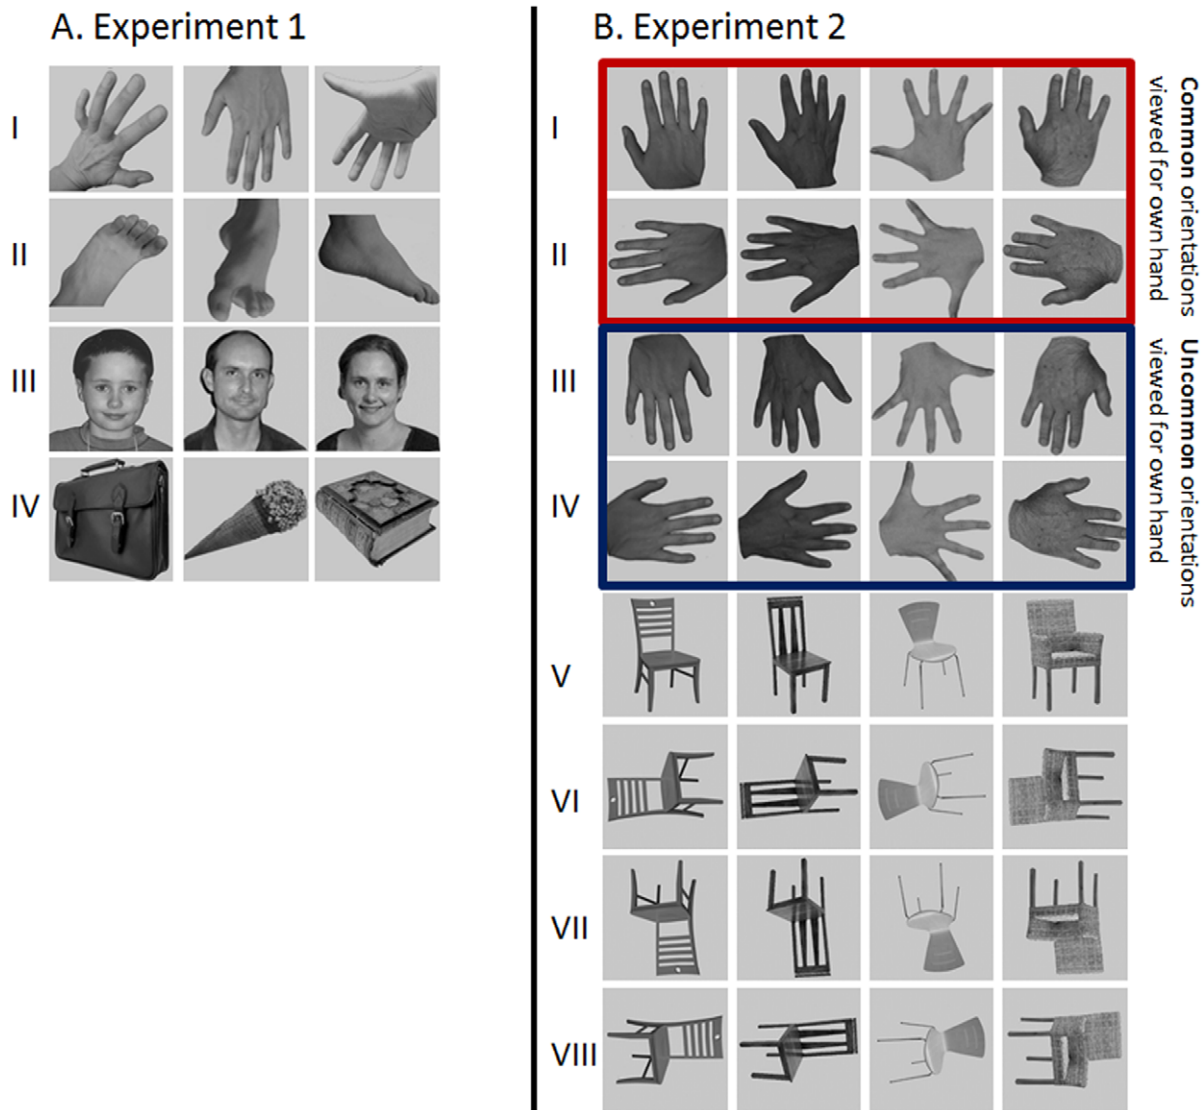 A. Experiment 1
I
II
III
IV
B. Experiment 2
I
II
III
IV
V
VI
VII
VIII
Common orientations
viewed for own hand
Uncommon orientations
viewed for own hand